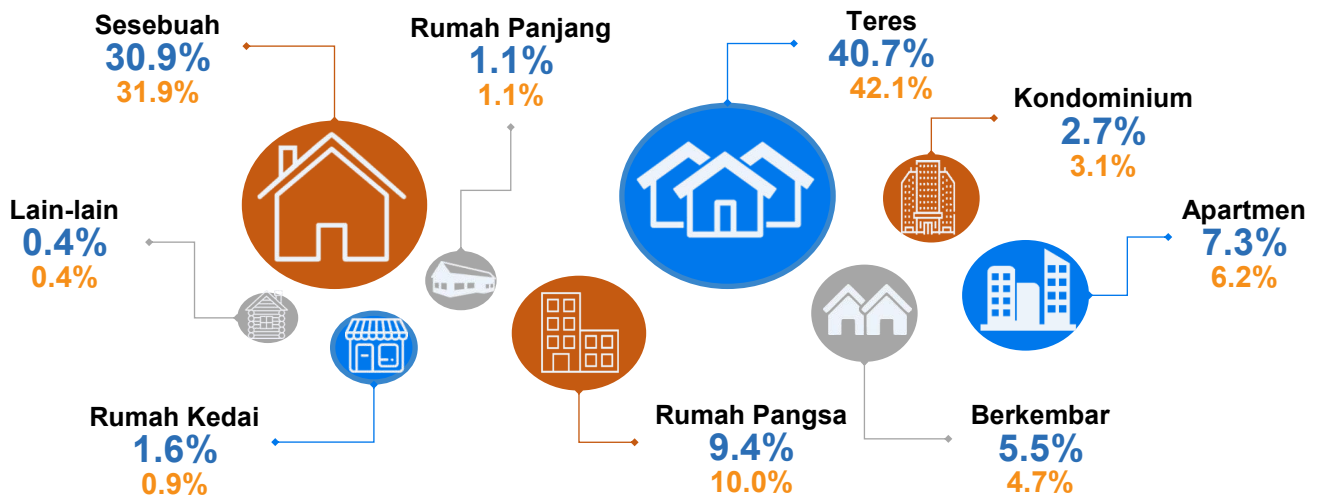 Sesebuah
30.9%
31.9%
Rumah Panjang
1.1%
1.1%
Teres
40.7%
42.1%
Kondominium
2.7%
3.1%
Lain-lain
0.4%
0.4%
Apartmen
7.3%
6.2%
Rumah Kedai
1.6%
0.9%
Rumah Pangsa
9.4%
10.0%
Berkembar
5.5%
4.7%